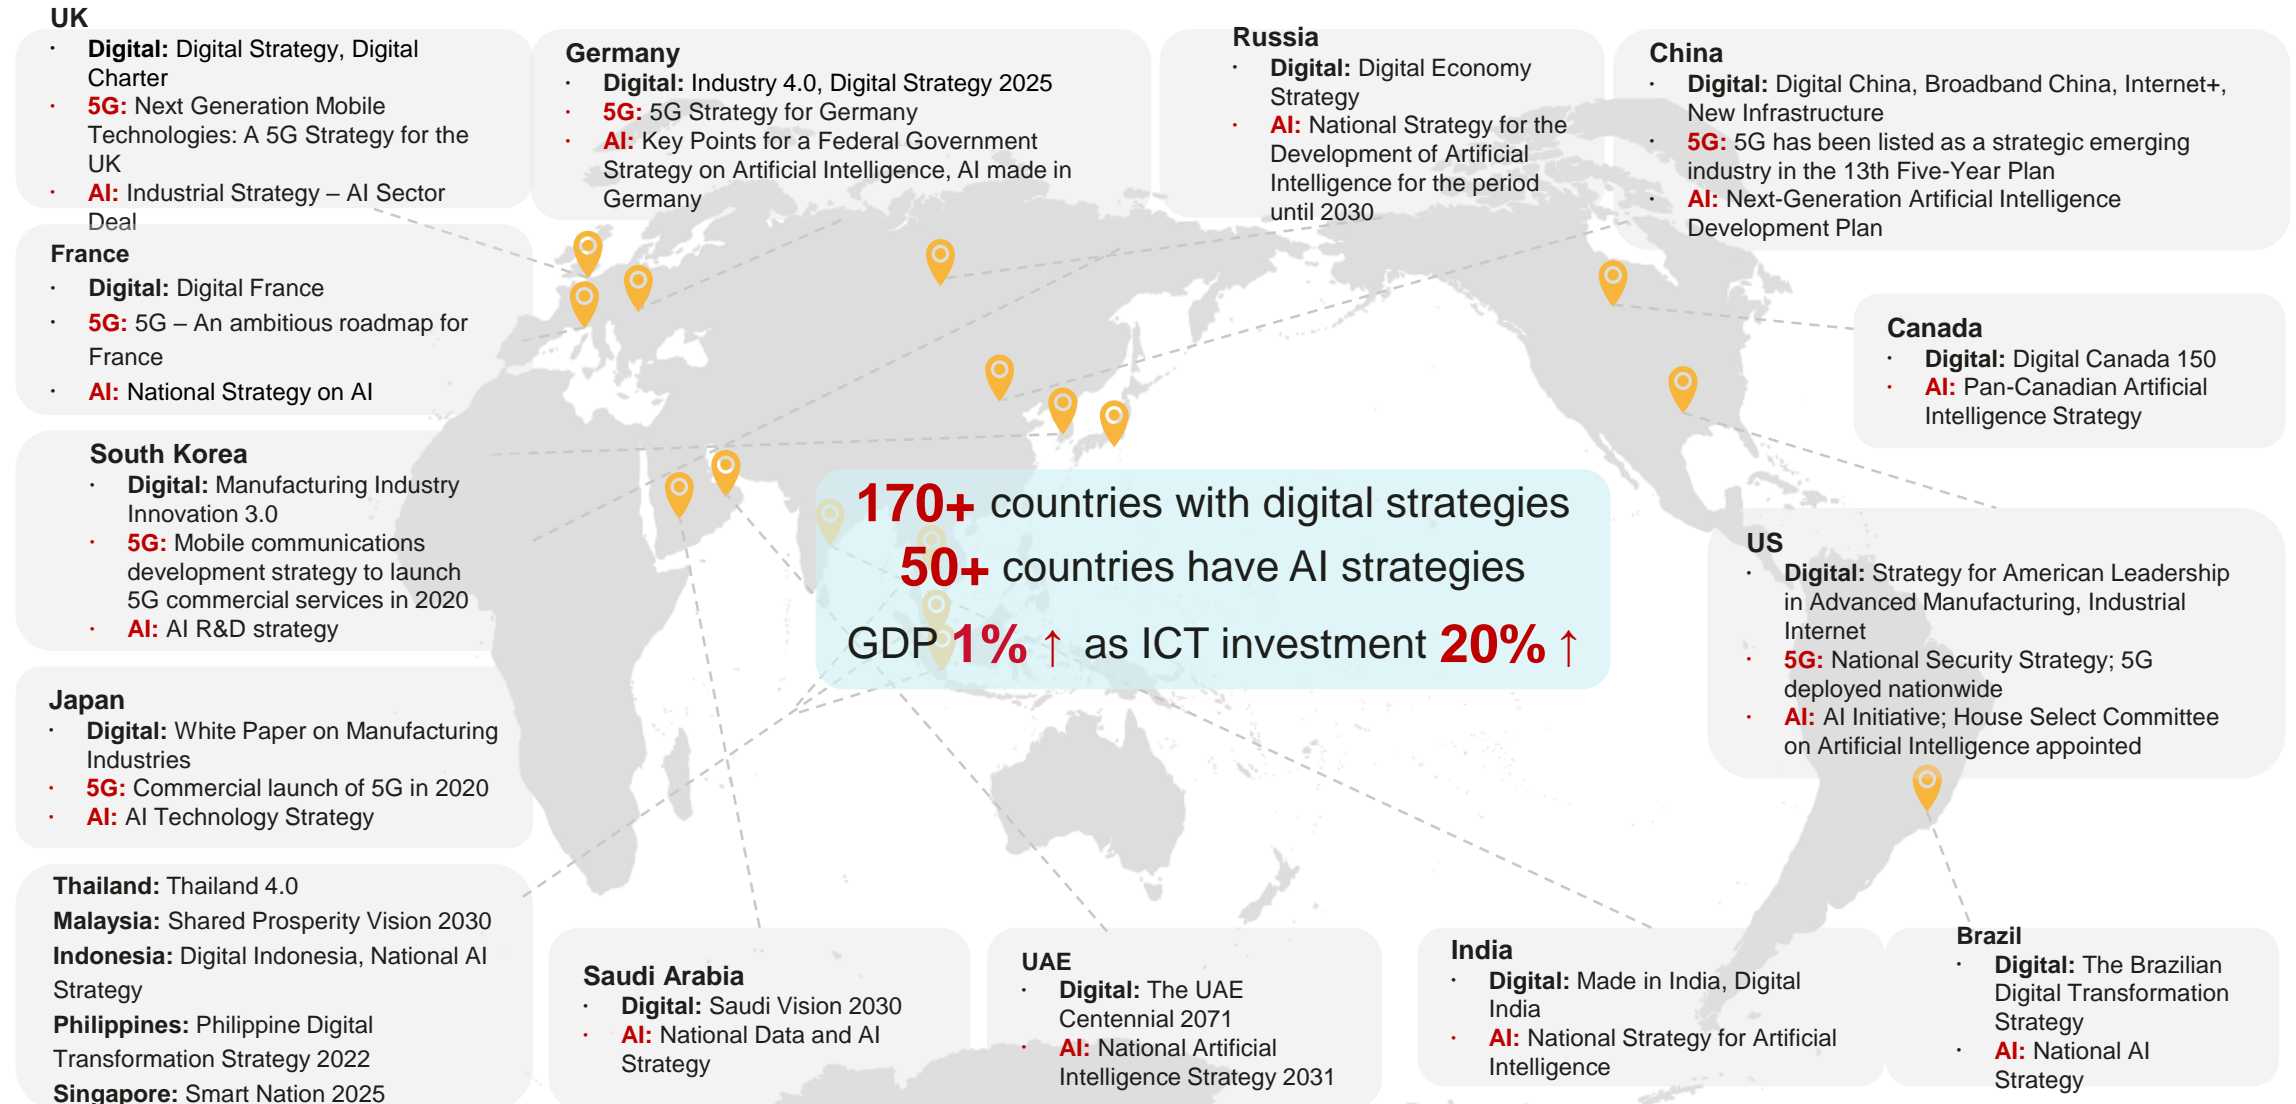 UK
· Digital: Digital Strategy, Digital
Charter
· 5G: Next Generation Mobile
Technologies: A 5G Strategy for the
UK
· AI: Industrial Strategy – AI Sector
Deal
Germany
· Digital: Industry 4.0, Digital Strategy 2025
· 5G: 5G Strategy for Germany
· AI: Key Points for a Federal Government
Strategy on Artificial Intelligence, AI made in
Germany
Russia
· Digital: Digital Economy
Strategy
· AI: National Strategy for the
Development of Artificial
Intelligence for the period
until 2030
China
· Digital: Digital China, Broadband China, Internet+,
New Infrastructure
· 5G: 5G has been listed as a strategic emerging
industry in the 13th Five-Year Plan
· AI: Next-Generation Artificial Intelligence
Development Plan
France
· Digital: Digital France
· 5G: 5G – An ambitious roadmap for
France
· AI: National Strategy on AI
Canada
· Digital: Digital Canada 150
· AI: Pan-Canadian Artificial
Intelligence Strategy
South Korea
· Digital: Manufacturing Industry
Innovation 3.0
· 5G: Mobile communications
development strategy to launch
5G commercial services in 2020
· AI: AI R&D strategy
170+ countries with digital strategies
50+ countries have AI strategies
GDP 1% ↑ as ICT investment 20% ↑
US
· Digital: Strategy for American Leadership
in Advanced Manufacturing, Industrial
Internet
· 5G: National Security Strategy; 5G
deployed nationwide
· AI: AI Initiative; House Select Committee
on Artificial Intelligence appointed
Japan
· Digital: White Paper on Manufacturing
Industries
· 5G: Commercial launch of 5G in 2020
· AI: AI Technology Strategy
Thailand: Thailand 4.0
Malaysia: Shared Prosperity Vision 2030
Indonesia: Digital Indonesia, National AI
Strategy
Philippines: Philippine Digital
Transformation Strategy 2022
Singapore: Smart Nation 2025
Saudi Arabia
· Digital: Saudi Vision 2030
· AI: National Data and AI
Strategy
UAE
· Digital: The UAE
Centennial 2071
· AI: National Artificial
Intelligence Strategy 2031
India
· Digital: Made in India, Digital
India
· AI: National Strategy for Artificial
Intelligence
Brazil
· Digital: The Brazilian
Digital Transformation
Strategy
· AI: National AI
Strategy